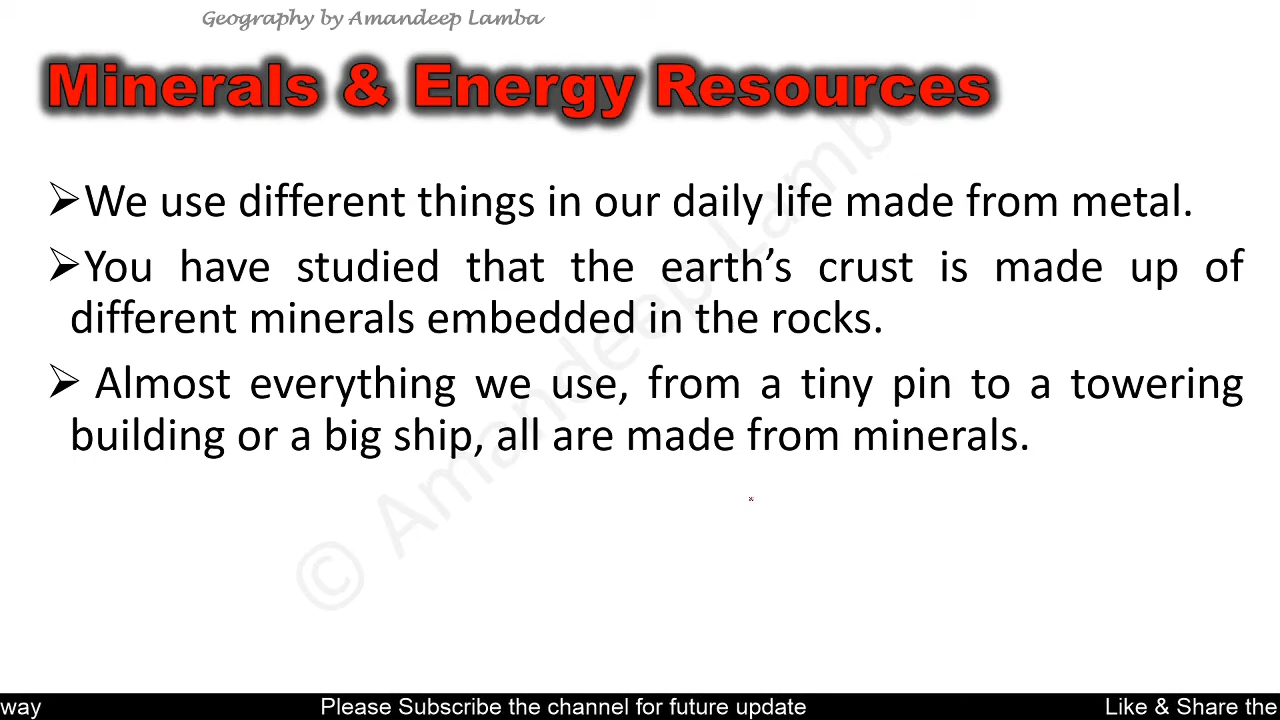 Geography by Amandeep Lamba
Minerals & Energy Resources
➢We use different things in our daily life made from metal.
➢You have studied that the earth’s crust is made up of
different minerals embedded in the rocks.
➢ Almost everything we use, from a tiny pin to a towering
building or a big ship, all are made from minerals.
© Amandeep Lamba
way Please Subscribe the channel for future update Like & Share the